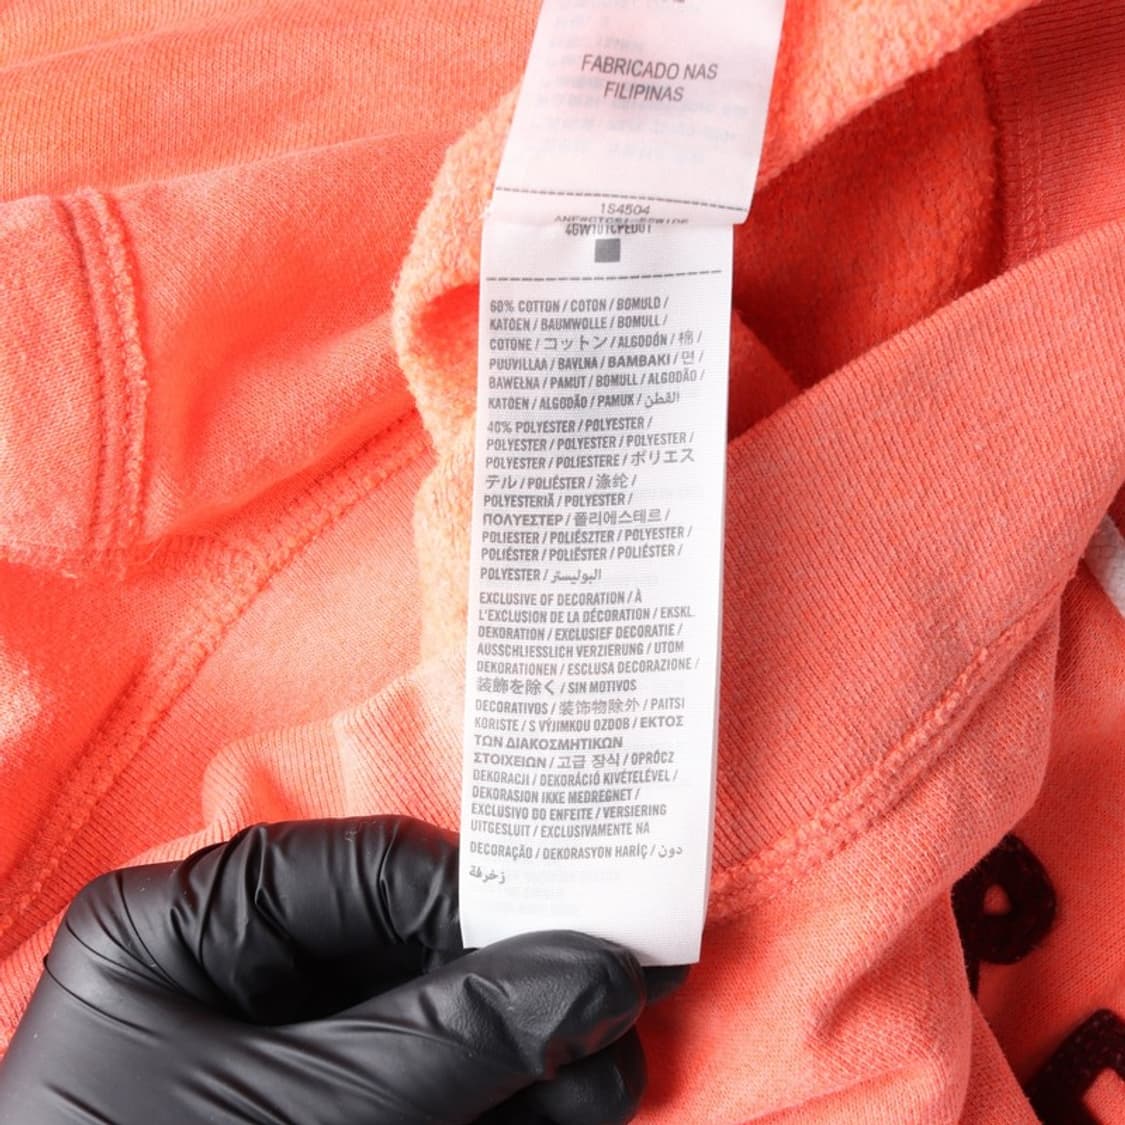 FABRICADO NAS
FILIPINAS
1S4504
60% COTTON / COTON / BOMULD /
KATOEN / BAUMWOLLE / BOMULL /
COTONE / コットン / ALGODÓN / 棉 /
PUUVILLAA / BAVLNA / BAMBAKI / 면 /
BAWEŁNA / PAMUT / BOMULL / ALGODÃO /
KATOEN / ALGODÃO / PAMUK / القطن
40% POLYESTER / POLYESTER /
POLYESTER / POLYESTER / POLYESTER /
POLYESTER / POLIESTERE / ポリエス
テル / POLIÉSTER / 涤纶 /
POLYESTERIÄ / POLYESTER /
ΠΟΛΥΕΣΤΕΡ / 폴리에스테르 /
POLIESTER / POLIÉSZTER / POLYESTER /
POLIÉSTER / POLIËSTER / POLIÉSTER /
POLYESTER / البوليستر
EXCLUSIVE OF DECORATION / À
L'EXCLUSION DE LA DÉCORATION / EKSKL.
DEKORATION / EXCLUSIEF DECORATIE /
AUSSCHLIESSLICH VERZIERUNG / UTOM
DEKORATIONEN / ESCLUSA DECORAZIONE /
装飾を除く / SIN MOTIVOS
DECORATIVOS / 装饰物除外 / PAITSI
KORISTE / S VÝJIMKOU OZDOB / ΕΚΤΟΣ
ΤΩΝ ΔΙΑΚΟΣΜΗΤΙΚΩΝ
ΣΤΟΙΧΕΙΩΝ / 고급 장식 / OPRÓCZ
DEKORACJI / DEKORÁCIÓ KIVÉTELÉVEL /
DEKORASJON IKKE MEDREGNET /
EXCLUSIVO DO ENFEITE / VERSIERING
UITGESLUIT / EXCLUSIVAMENTE NA
DECORAÇÃO / DEKORASYON HARİÇ / دون
زخرفة